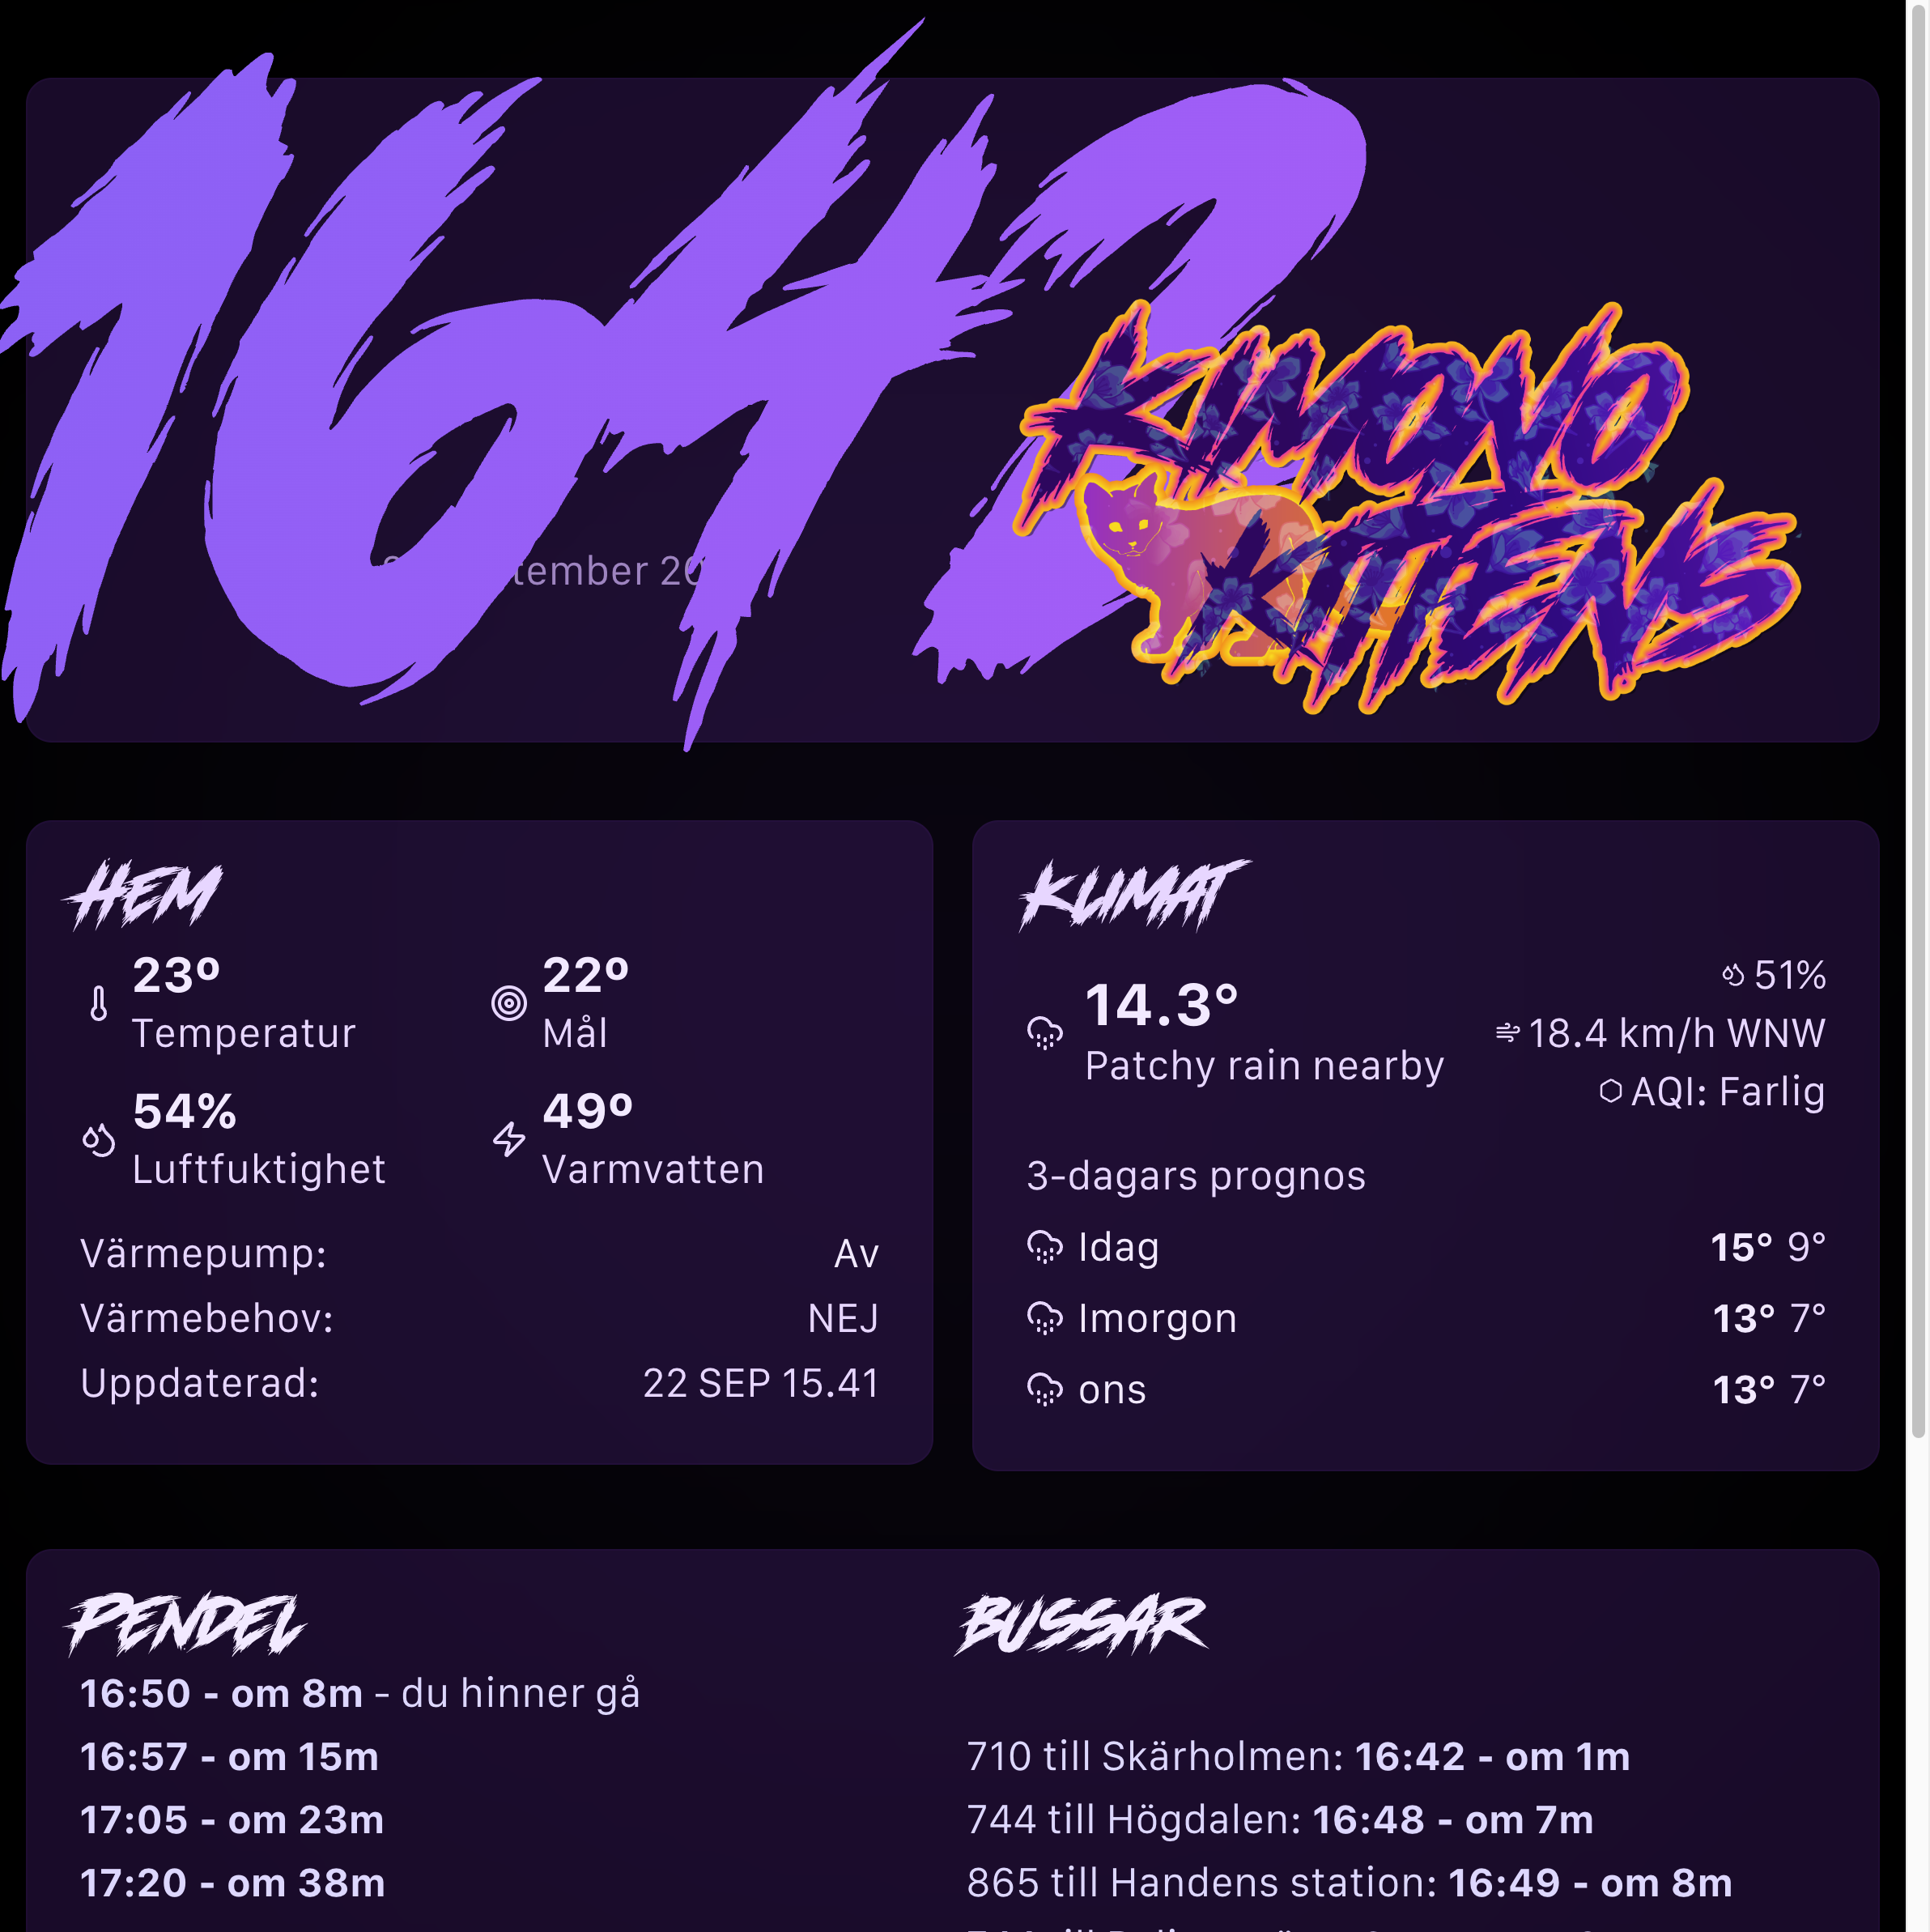 1642
KIMONO
KITTENS
tember 20
HEM
23º
Temperatur
22º
Mål
54%
Luftfuktighet
49º
Varmvatten
Värmepump: Av
Värmebehov: NEJ
Uppdaterad: 22 SEP 15.41
KLIMAT
14.3°
Patchy rain nearby
51%
18.4 km/h WNW
AQI: Farlig
3-dagars prognos
Idag 15° 9°
Imorgon 13° 7°
ons 13° 7°
PENDEL
16:50 - om 8m - du hinner gå
16:57 - om 15m
17:05 - om 23m
17:20 - om 38m
BUSSAR
710 till Skärholmen: 16:42 - om 1m
744 till Högdalen: 16:48 - om 7m
865 till Handens station: 16:49 - om 8m